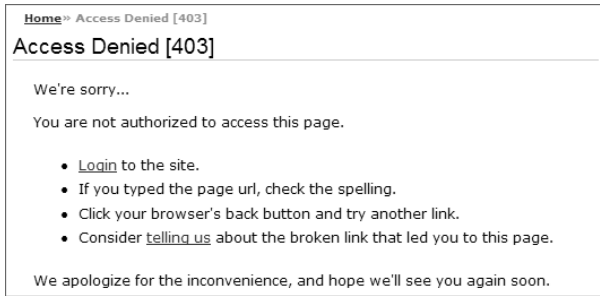 Home» Access Denied [403]
Access Denied [403]
We're sorry...
You are not authorized to access this page.
• Login to the site.
• If you typed the page url, check the spelling.
• Click your browser's back button and try another link.
• Consider telling us about the broken link that led you to this page.
We apologize for the inconvenience, and hope we'll see you again soon.